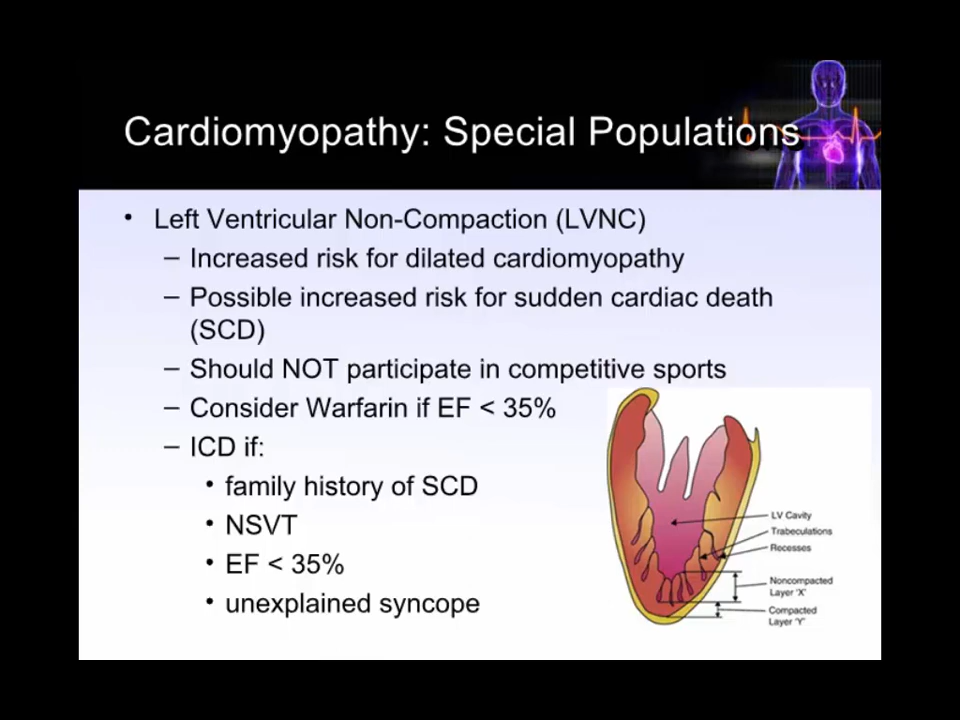 Cardiomyopathy: Special Populations
• Left Ventricular Non-Compaction (LVNC)
– Increased risk for dilated cardiomyopathy
– Possible increased risk for sudden cardiac death
(SCD)
– Should NOT participate in competitive sports
– Consider Warfarin if EF < 35%
– ICD if:
• family history of SCD
• NSVT
• EF < 35%
• unexplained syncope
LV Cavity
Trabeculations
Recesses
Noncompacted
Layer 'X'
Compacted
Layer 'Y'